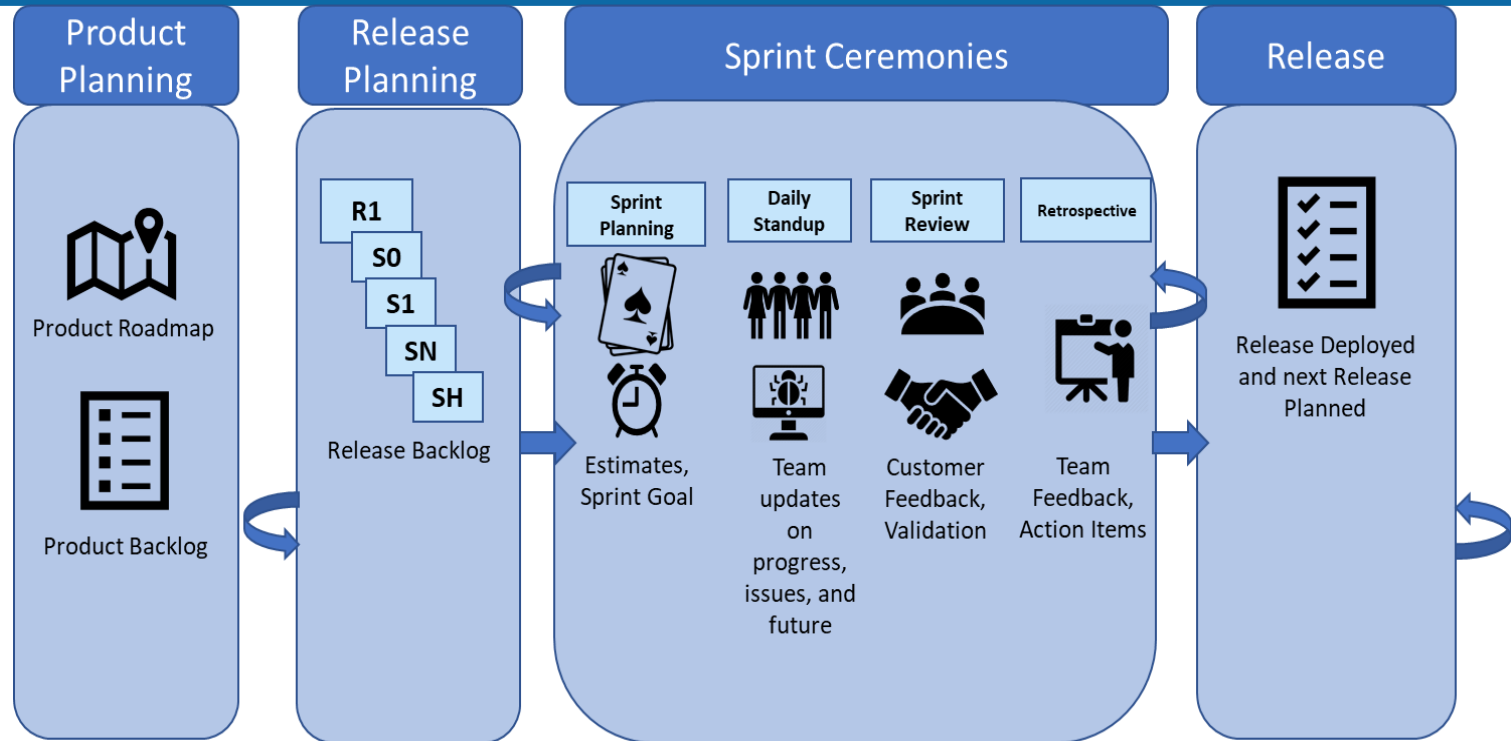 Product
Planning
Release
Planning
Sprint Ceremonies
Release
Product Roadmap
Product Backlog
R1
S0
S1
SN
SH
Release Backlog
Sprint
Planning
Estimates,
Sprint Goal
Daily
Standup
Team
updates
on
progress,
issues, and
future
Sprint
Review
Customer
Feedback,
Validation
Retrospective
Team
Feedback,
Action Items
Release Deployed
and next Release
Planned